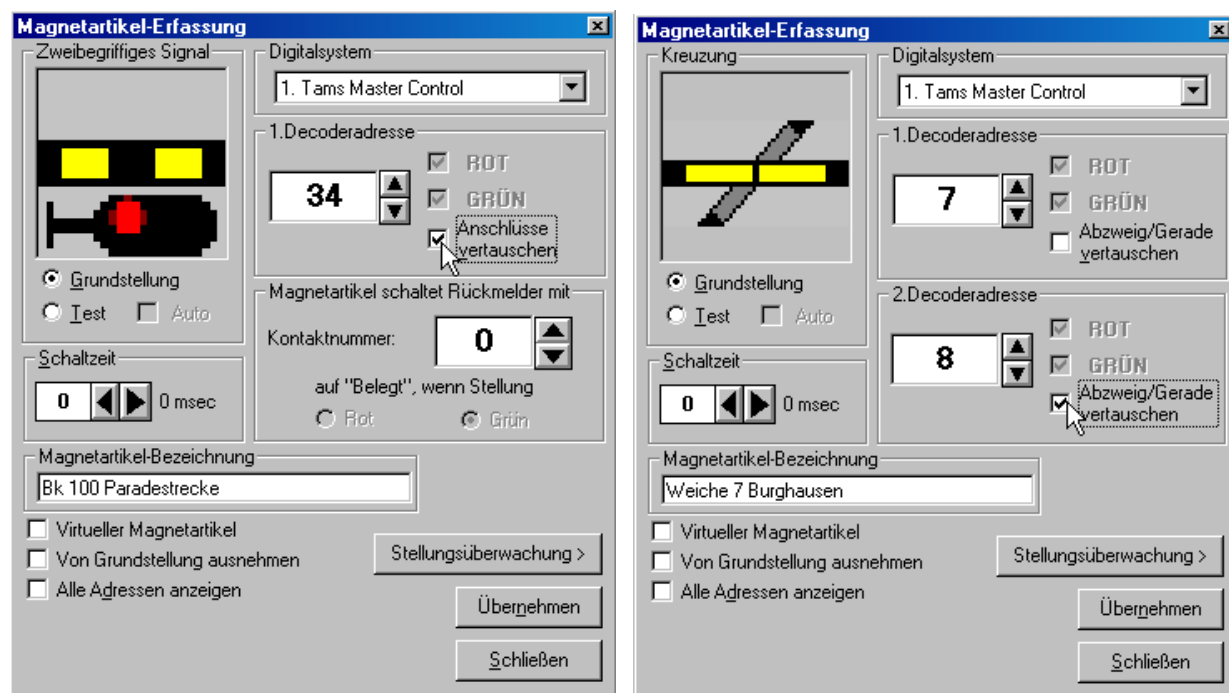 Magnetartikel-Erfassung
Zweibegriffiges Signal
Digitalsystem
1. Tams Master Control
1.Decoderadresse
34
ROT
GRÜN
Anschlüsse
vertauschen
Grundstellung
Test
Auto
Magnetartikel schaltet Rückmelder mit
Kontaktnummer:
0
auf "Belegt", wenn Stellung
Rot
Grün
Schaltzeit
0
0 msec
Magnetartikel-Bezeichnung
Bk 100 Paradestrecke
Virtueller Magnetartikel
Von Grundstellung ausnehmen
Alle Adressen anzeigen
Stellungsüberwachung >
Übernehmen
Schließen
Magnetartikel-Erfassung
Kreuzung
Digitalsystem
1. Tams Master Control
1.Decoderadresse
7
ROT
GRÜN
Abzweig/Gerade
vertauschen
Grundstellung
Test
Auto
2.Decoderadresse
8
ROT
GRÜN
Abzweig/Gerade
vertauschen
Schaltzeit
0
0 msec
Magnetartikel-Bezeichnung
Weiche 7 Burghausen
Virtueller Magnetartikel
Von Grundstellung ausnehmen
Alle Adressen anzeigen
Stellungsüberwachung >
Übernehmen
Schließen